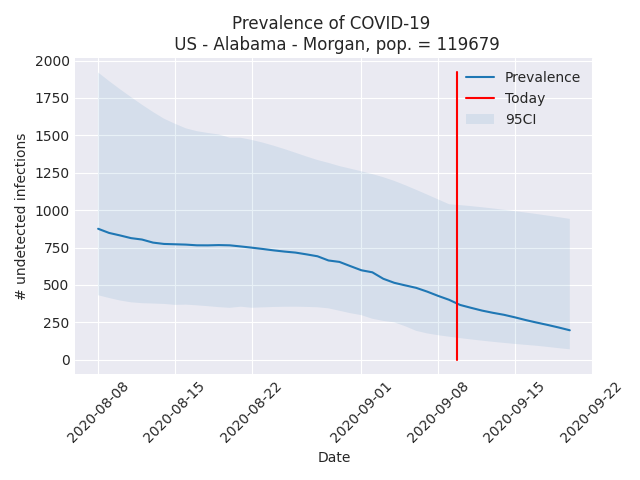 Prevalence of COVID-19
US - Alabama - Morgan, pop. = 119679
2000
1750
1500
1250
1000
750
500
250
0
# undetected infections
Prevalence
Today
95CI
2020-08-08
2020-08-15
2020-08-22
2020-09-01
2020-09-08
2020-09-15
2020-09-22
Date